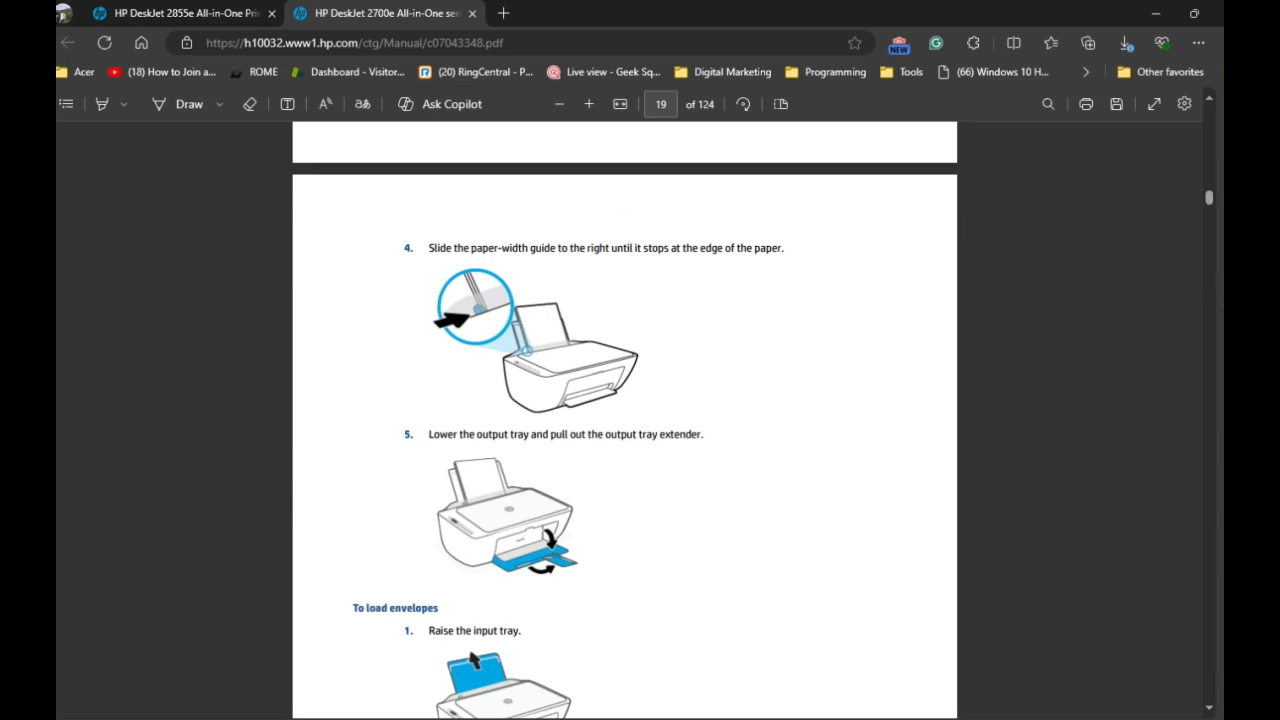 HP DeskJet 2855e All-in-One Pri
HP DeskJet 2700e All-in-One ser
https://h10032.www1.hp.com/ctg/Manual/c07043348.pdf
NEW
Acer
(18) How to Join a...
ROME
Dashboard - Visitor...
(20) RingCentral - P...
Live view - Geek Sq...
Digital Marketing
Programming
Tools
(66) Windows 10 H...
Other favorites
Draw
Ask Copilot
19 of 124
4. Slide the paper-width guide to the right until it stops at the edge of the paper.
5. Lower the output tray and pull out the output tray extender.
To load envelopes
1. Raise the input tray.